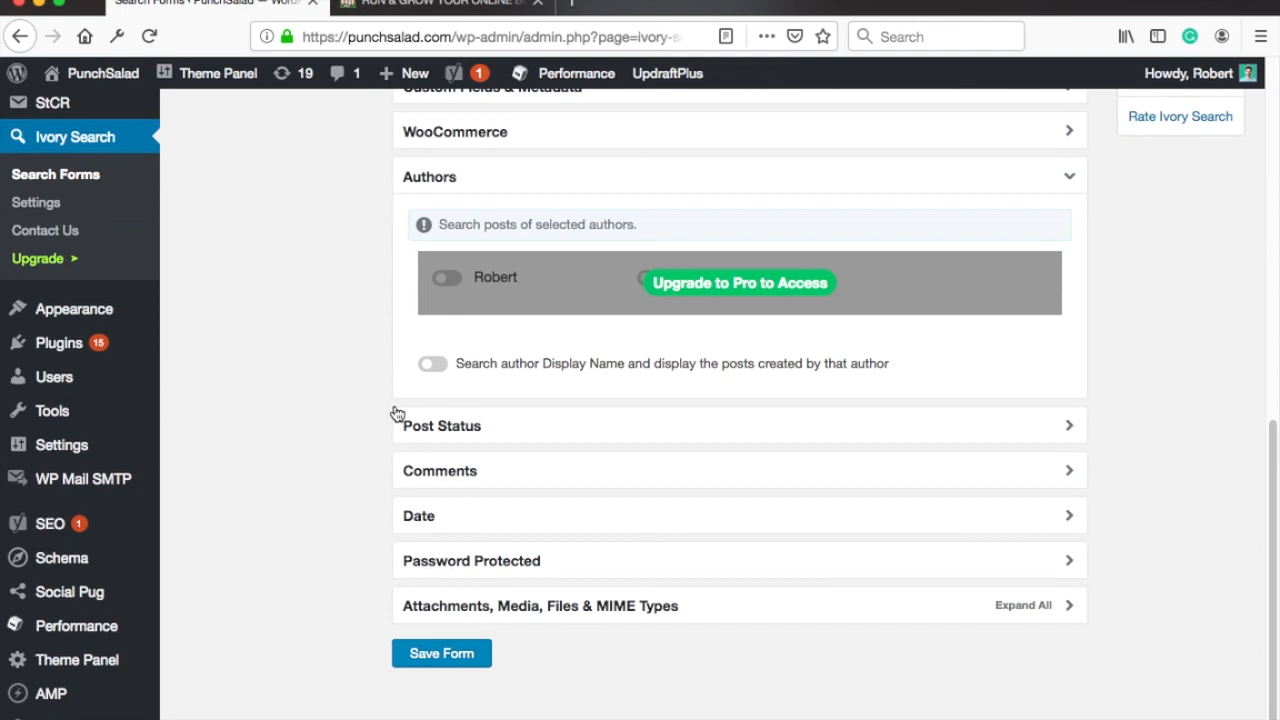 Search Forms ‹ PunchSalad — WordP
RUN & GROW YOUR ONLINE B
https://punchsalad.com/wp-admin/admin.php?page=ivory-s
Search
PunchSalad
Theme Panel
19
1
New
1
Performance
UpdraftPlus
Howdy, Robert
StCR
Ivory Search
Search Forms
Settings
Contact Us
Upgrade ➤
Appearance
Plugins 15
Users
Tools
Settings
WP Mail SMTP
SEO 1
Schema
Social Pug
Performance
Theme Panel
AMP
Custom Fields & Metadata
WooCommerce
Authors
Search posts of selected authors.
Robert
Upgrade to Pro to Access
Search author Display Name and display the posts created by that author
Post Status
Comments
Date
Password Protected
Attachments, Media, Files & MIME Types
Expand All
Save Form
Rate Ivory Search